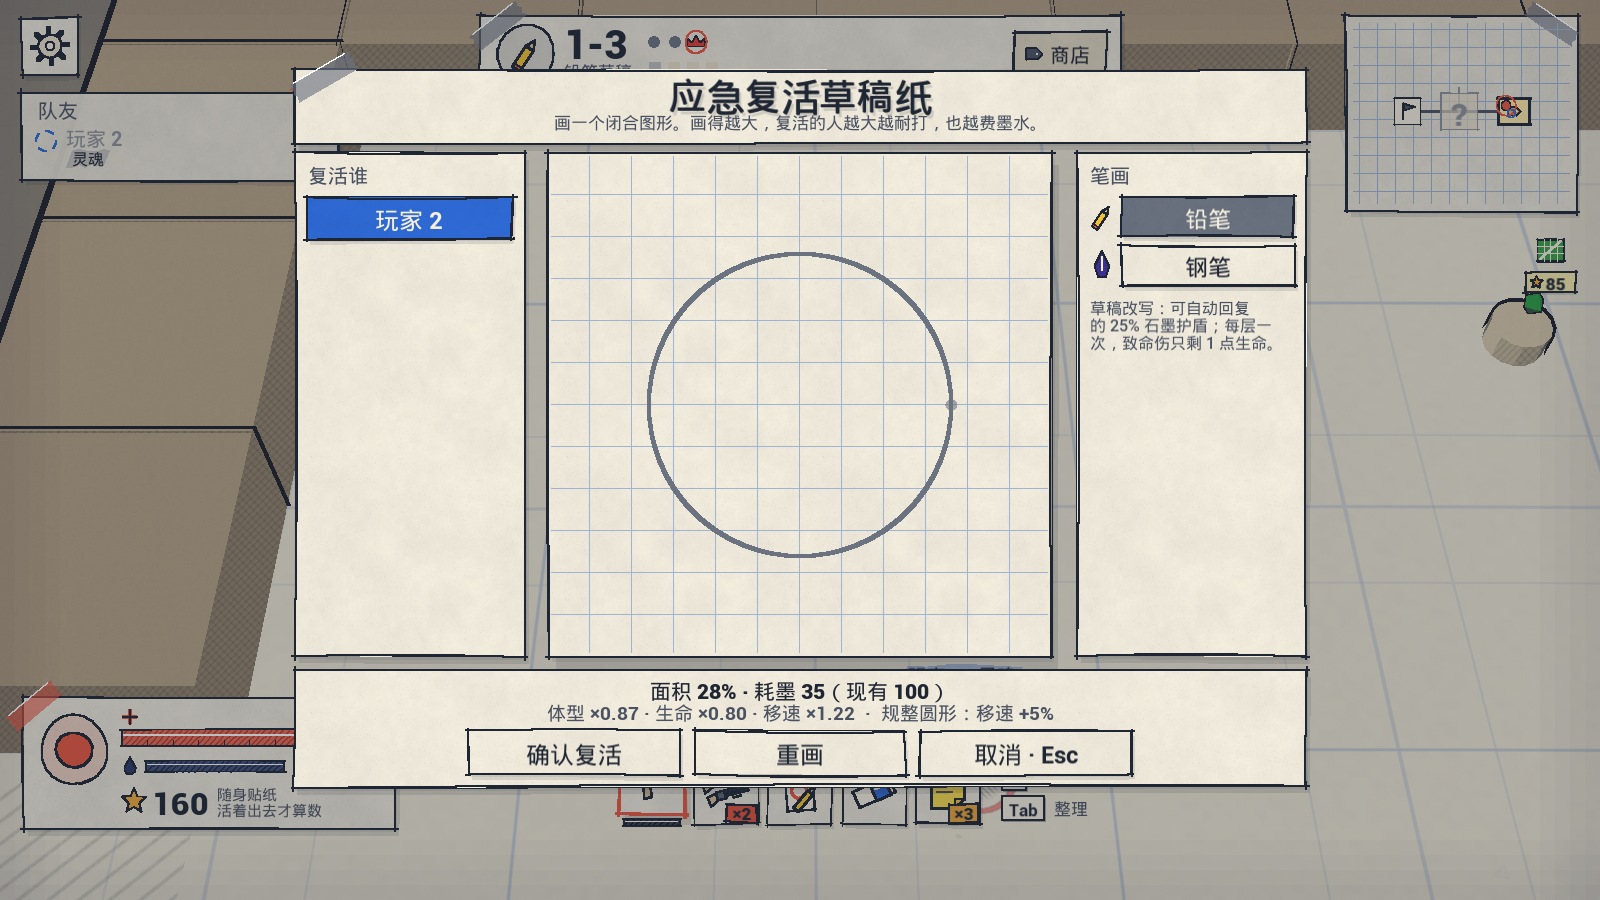 1-3
商店
队友
玩家 2
灵魂
应急复活草稿纸
画一个闭合图形。画得越大，复活的人越大越耐打，也越费墨水。
复活谁
玩家 2
笔画
铅笔
钢笔
草稿改写：可自动回复
的 25% 石墨护盾；每层一
次，致命伤只剩 1 点生命。
?
85
面积 28% · 耗墨 35（现有 100）
体型 ×0.87 · 生命 ×0.80 · 移速 ×1.22 · 规整圆形：移速 +5%
确认复活
重画
取消 · Esc
160
随身贴纸
活着出去才算数
×2
×3
Tab
整理